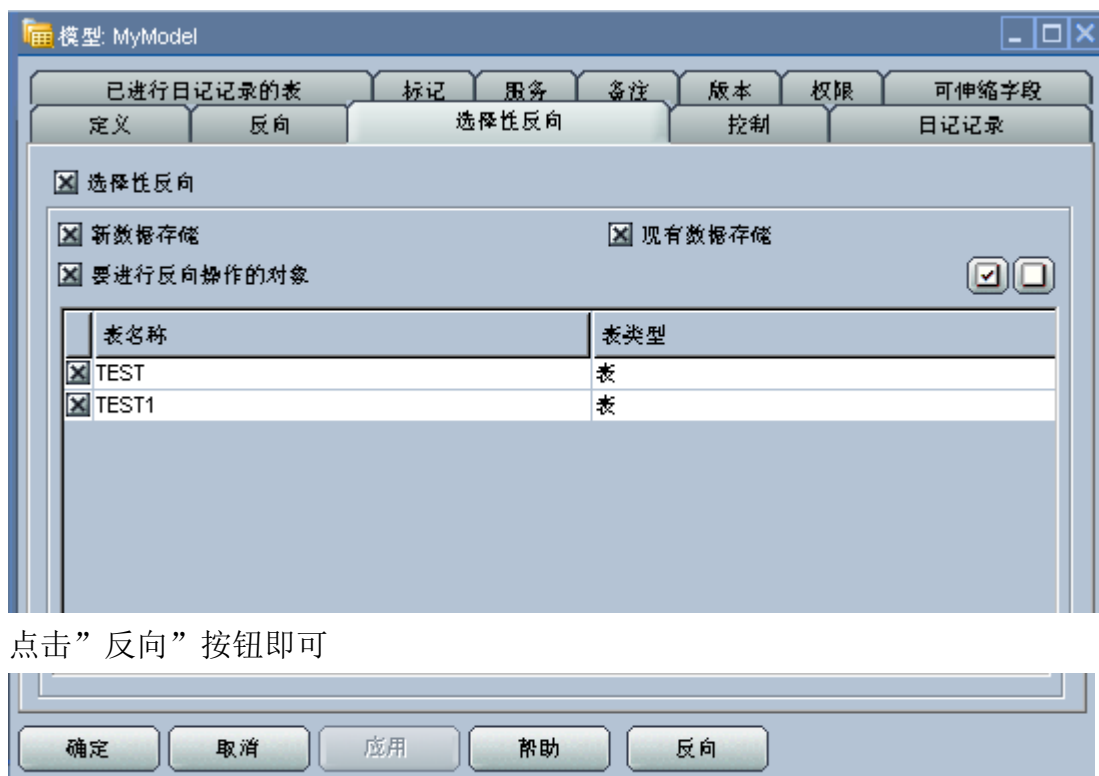 模型: MyModel
已进行日记记录的表 标记 服务 备注 版本 权限 可伸缩字段
定义 反向 选择性反向 控制 日记记录
选择性反向
新数据存储 现有数据存储
要进行反向操作的对象
表名称 表类型
TEST 表
TEST1 表
点击”反向”按钮即可
确定 取消 应用 帮助 反向